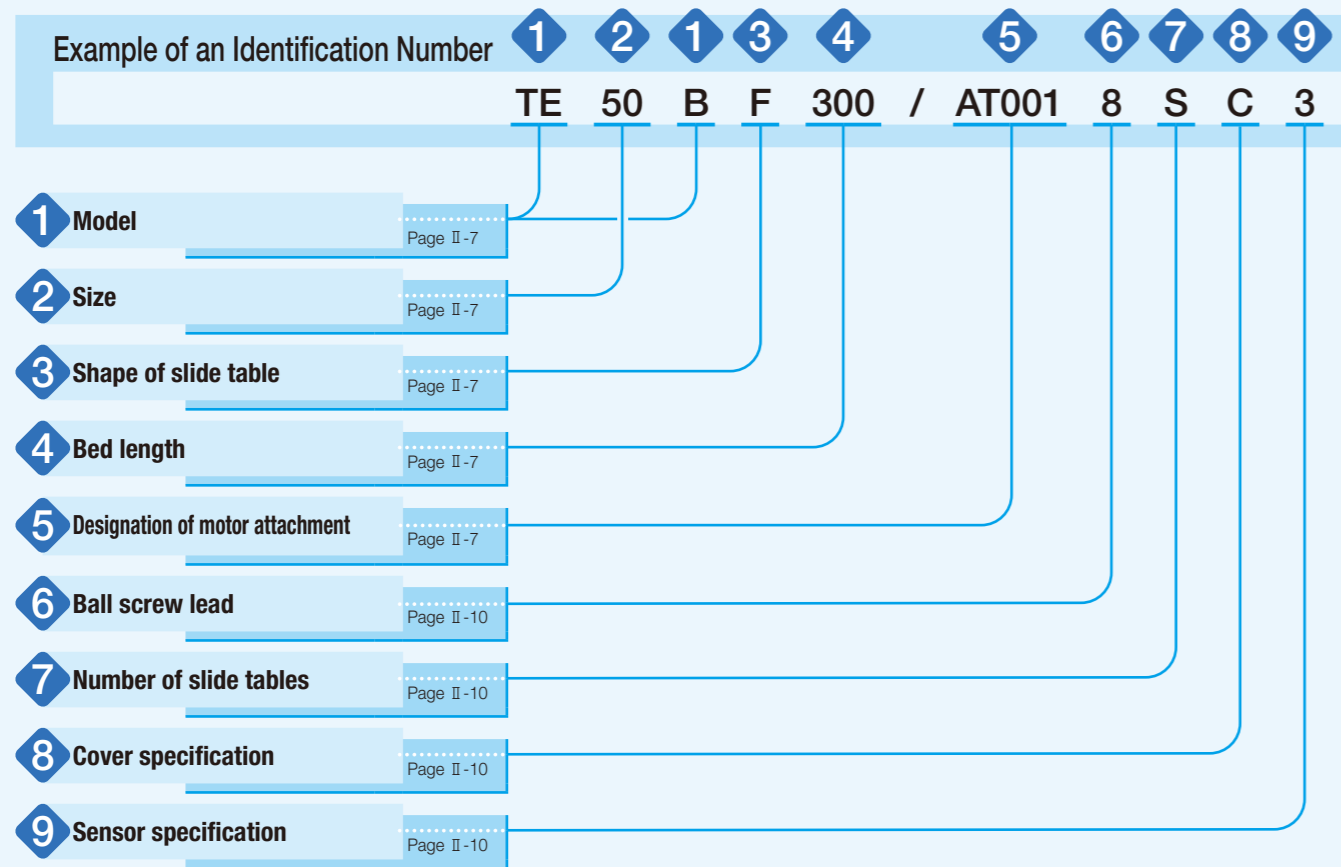 Example of an Identification Number 1 2 1 3 4 5 6 7 8 9
TE 50 B F 300 / AT001 8 S C 3
1 Model
Page Ⅱ-7
2 Size
Page Ⅱ-7
3 Shape of slide table
Page Ⅱ-7
4 Bed length
Page Ⅱ-7
5 Designation of motor attachment
Page Ⅱ-7
6 Ball screw lead
Page Ⅱ-10
7 Number of slide tables
Page Ⅱ-10
8 Cover specification
Page Ⅱ-10
9 Sensor specification
Page Ⅱ-10